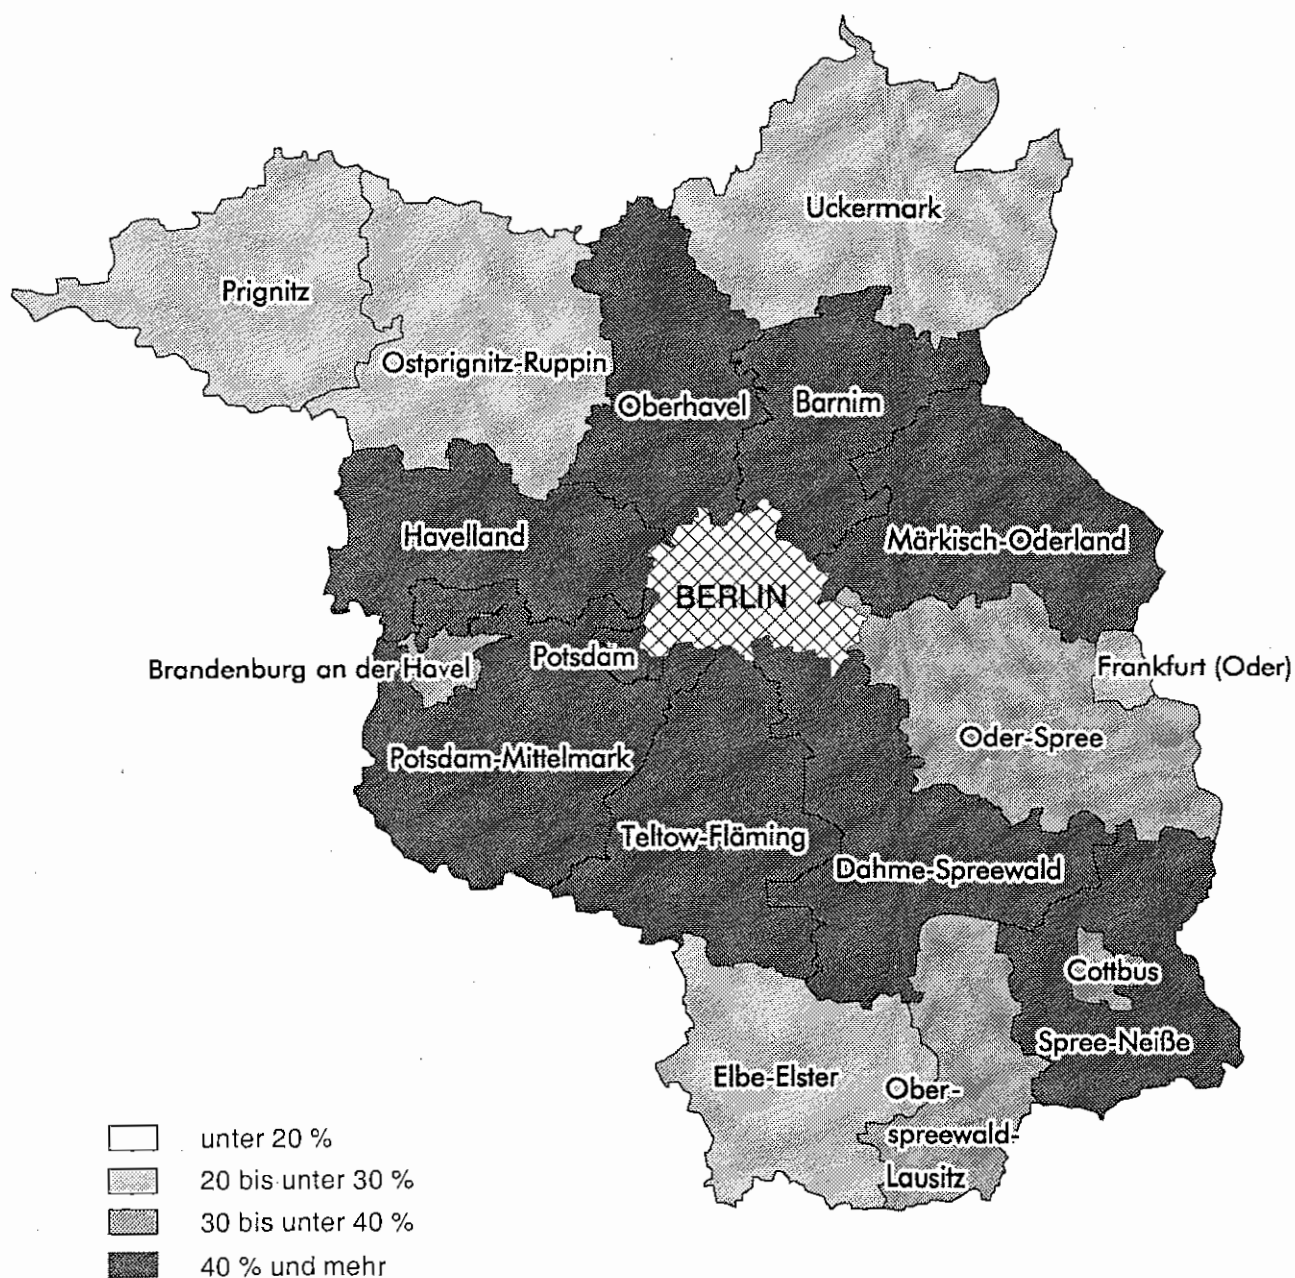 Uckermark
Prignitz
Ostprignitz-Ruppin
Oberhavel
Barnim
Havelland
Märkisch-Oderland
BERLIN
Brandenburg an der Havel
Potsdam
Frankfurt (Oder)
Oder-Spree
Potsdam-Mittelmark
Teltow-Fläming
Dahme-Spreewald
Cottbus
Spree-Neiße
Elbe-Elster
Ober-
spreewald-
Lausitz
unter 20 %
20 bis unter 30 %
30 bis unter 40 %
40 % und mehr